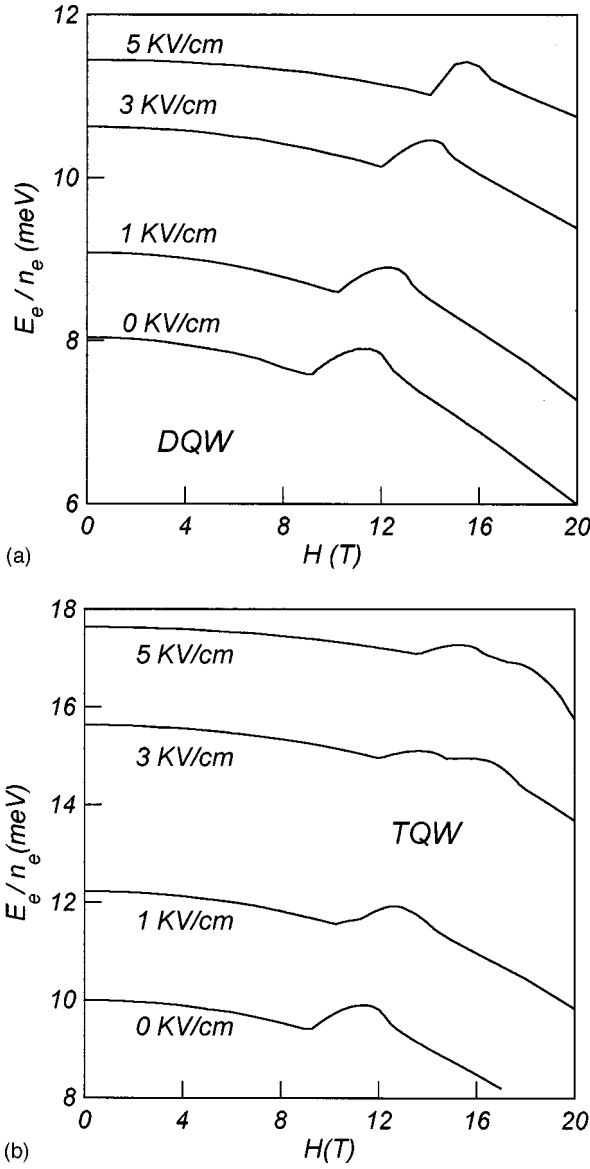 12
5 KV/cm
3 KV/cm
10
1 KV/cm
0 KV/cm
8
DQW
6
0 4 8 12 16 20
H (T)
E_e / n_e (meV)
(a)
18
5 KV/cm
16
3 KV/cm
14
TQW
12
1 KV/cm
10
0 KV/cm
8
0 4 8 12 16 20
H(T)
E_e / n_e (meV)
(b)